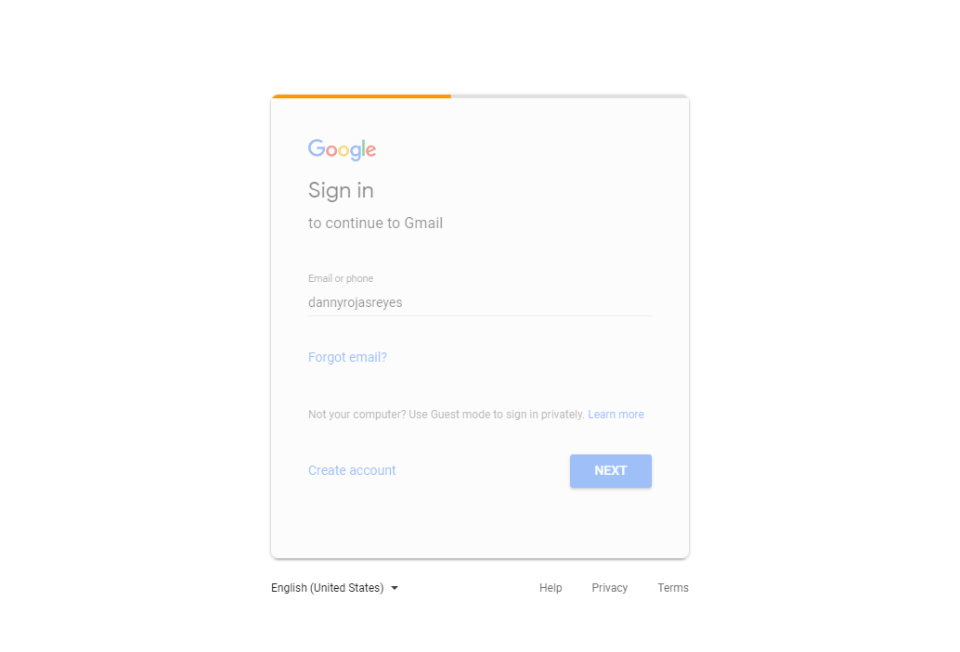 Google
Sign in
to continue to Gmail
Email or phone
dannyrojasreyes
Forgot email?
Not your computer? Use Guest mode to sign in privately. Learn more
Create account NEXT
English (United States) Help Privacy Terms